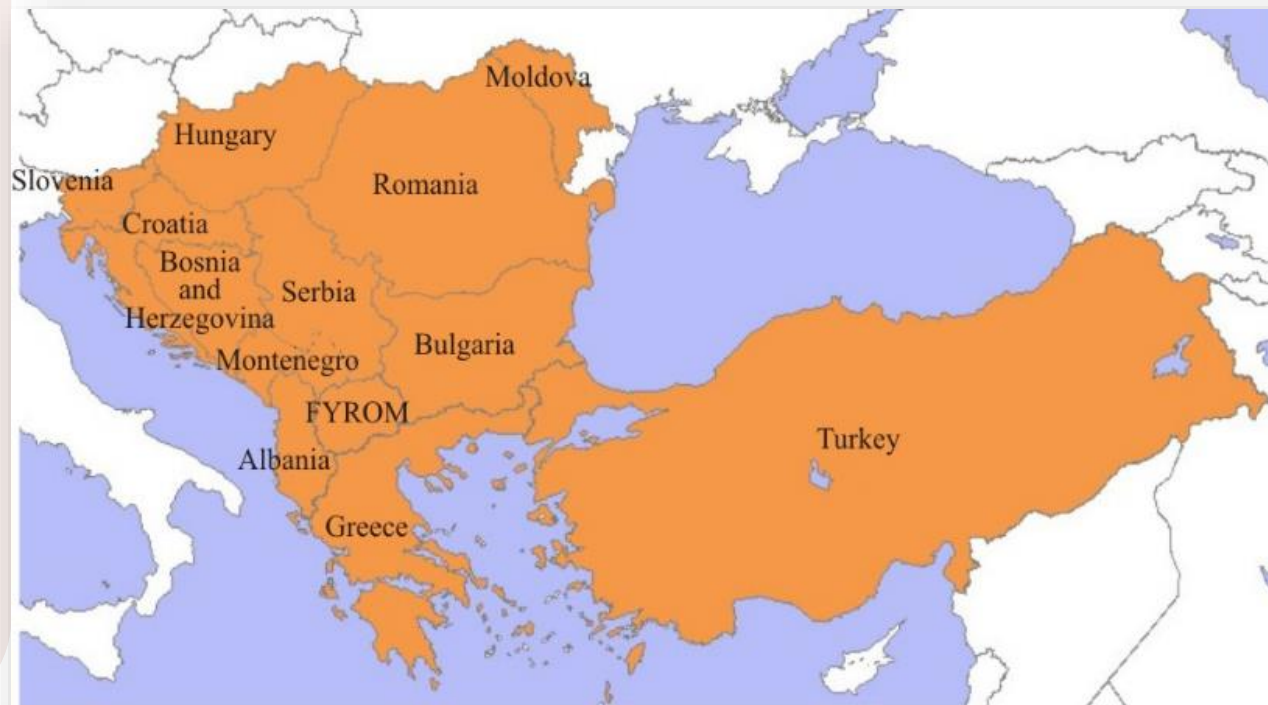 Moldova
Hungary
Slovenia
Romania
Croatia
Bosnia
and
Herzegovina
Serbia
Montenegro
Bulgaria
FYROM
Albania
Turkey
Greece